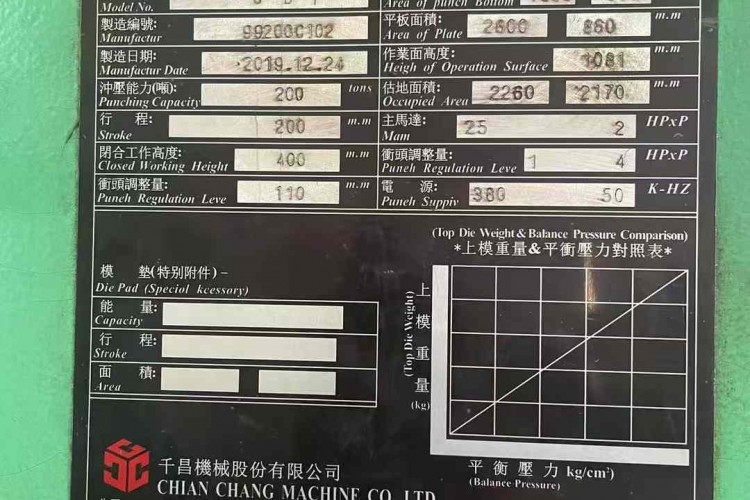 Model No.
Area of punch Bottom
製造編號: 99200C102
Manufactur
平板面積: 2600 860 m.m
Area of Plate
製造日期: 2019.12.24
Manufactur Date
作業面高度: 1081 m.m
Heigh of Operation Surface
沖壓能力(噸): 200 tons
Punching Capacity
估地面積: 2260 2170 m.m
Occupied Area
行 程: 200 m.m
Stroke
主馬達: 25 2 HPxP
Mam
閉合工作高度: 400 m.m
Closed Working Height
衝頭調整量: 1 4 HPxP
Puneh Regulation Leve
衝頭調整量: 110 m.m
Puneh Regulation Leve
電 源: 380 50 K-HZ
Puneh Suppiv
(Top Die Weight & Balance Pressure Comparison)
*上模重量&平衡壓力對照表*
模 墊(特别附件)-
Die Pad (Speciol kcessory)
能 量:
Capacity
行 程:
Stroke
面 積:
Area
上模重量
(Top Die Weight)
(kg)
平 衡 壓 力 kg/cm²)
(Balance Pressure)
千昌機械股份有限公司
CHIAN CHANG MACHINE CO.,LTD